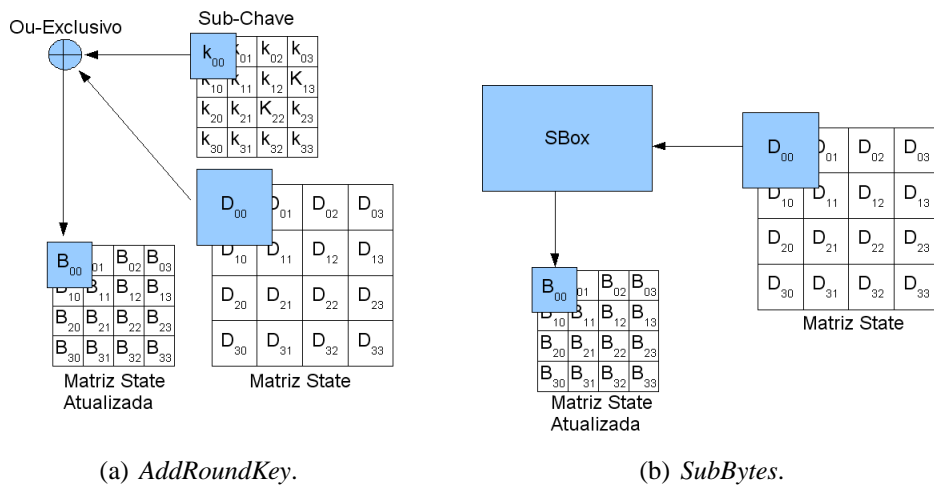 Ou-Exclusivo
Sub-Chave
k00 k01 k02 k03
k10 k11 k12 K13
k20 k21 K22 k23
k30 k31 k32 k33
D00 D01 D02 D03
D10 D11 D12 D13
D20 D21 D22 D23
D30 D31 D32 D33
Matriz State
B00 01 B02 B03
B10 B11 B12 B13
B20 B21 B22 B23
B30 B31 B32 B33
Matriz State
Atualizada
(a) AddRoundKey.
SBox
D00 D01 D02 D03
D10 D11 D12 D13
D20 D21 D22 D23
D30 D31 D32 D33
Matriz State
B00 01 B02 B03
B10 B11 B12 B13
B20 B21 B22 B23
B30 B31 B32 B33
Matriz State
Atualizada
(b) SubBytes.